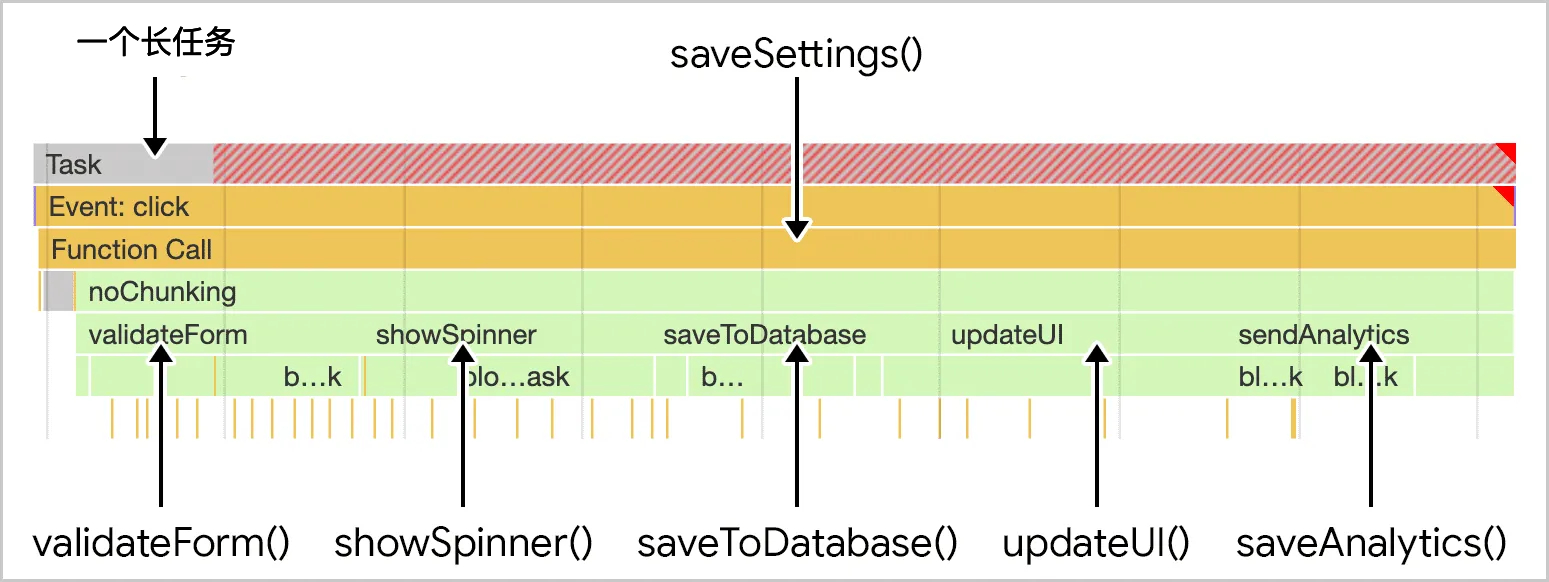 一个长任务
saveSettings()
Task
Event: click
Function Call
noChunking
validateForm showSpinner saveToDatabase updateUI sendAnalytics
b...k blo...ask b... bl...k bl...k
validateForm() showSpinner() saveToDatabase() updateUI() saveAnalytics()